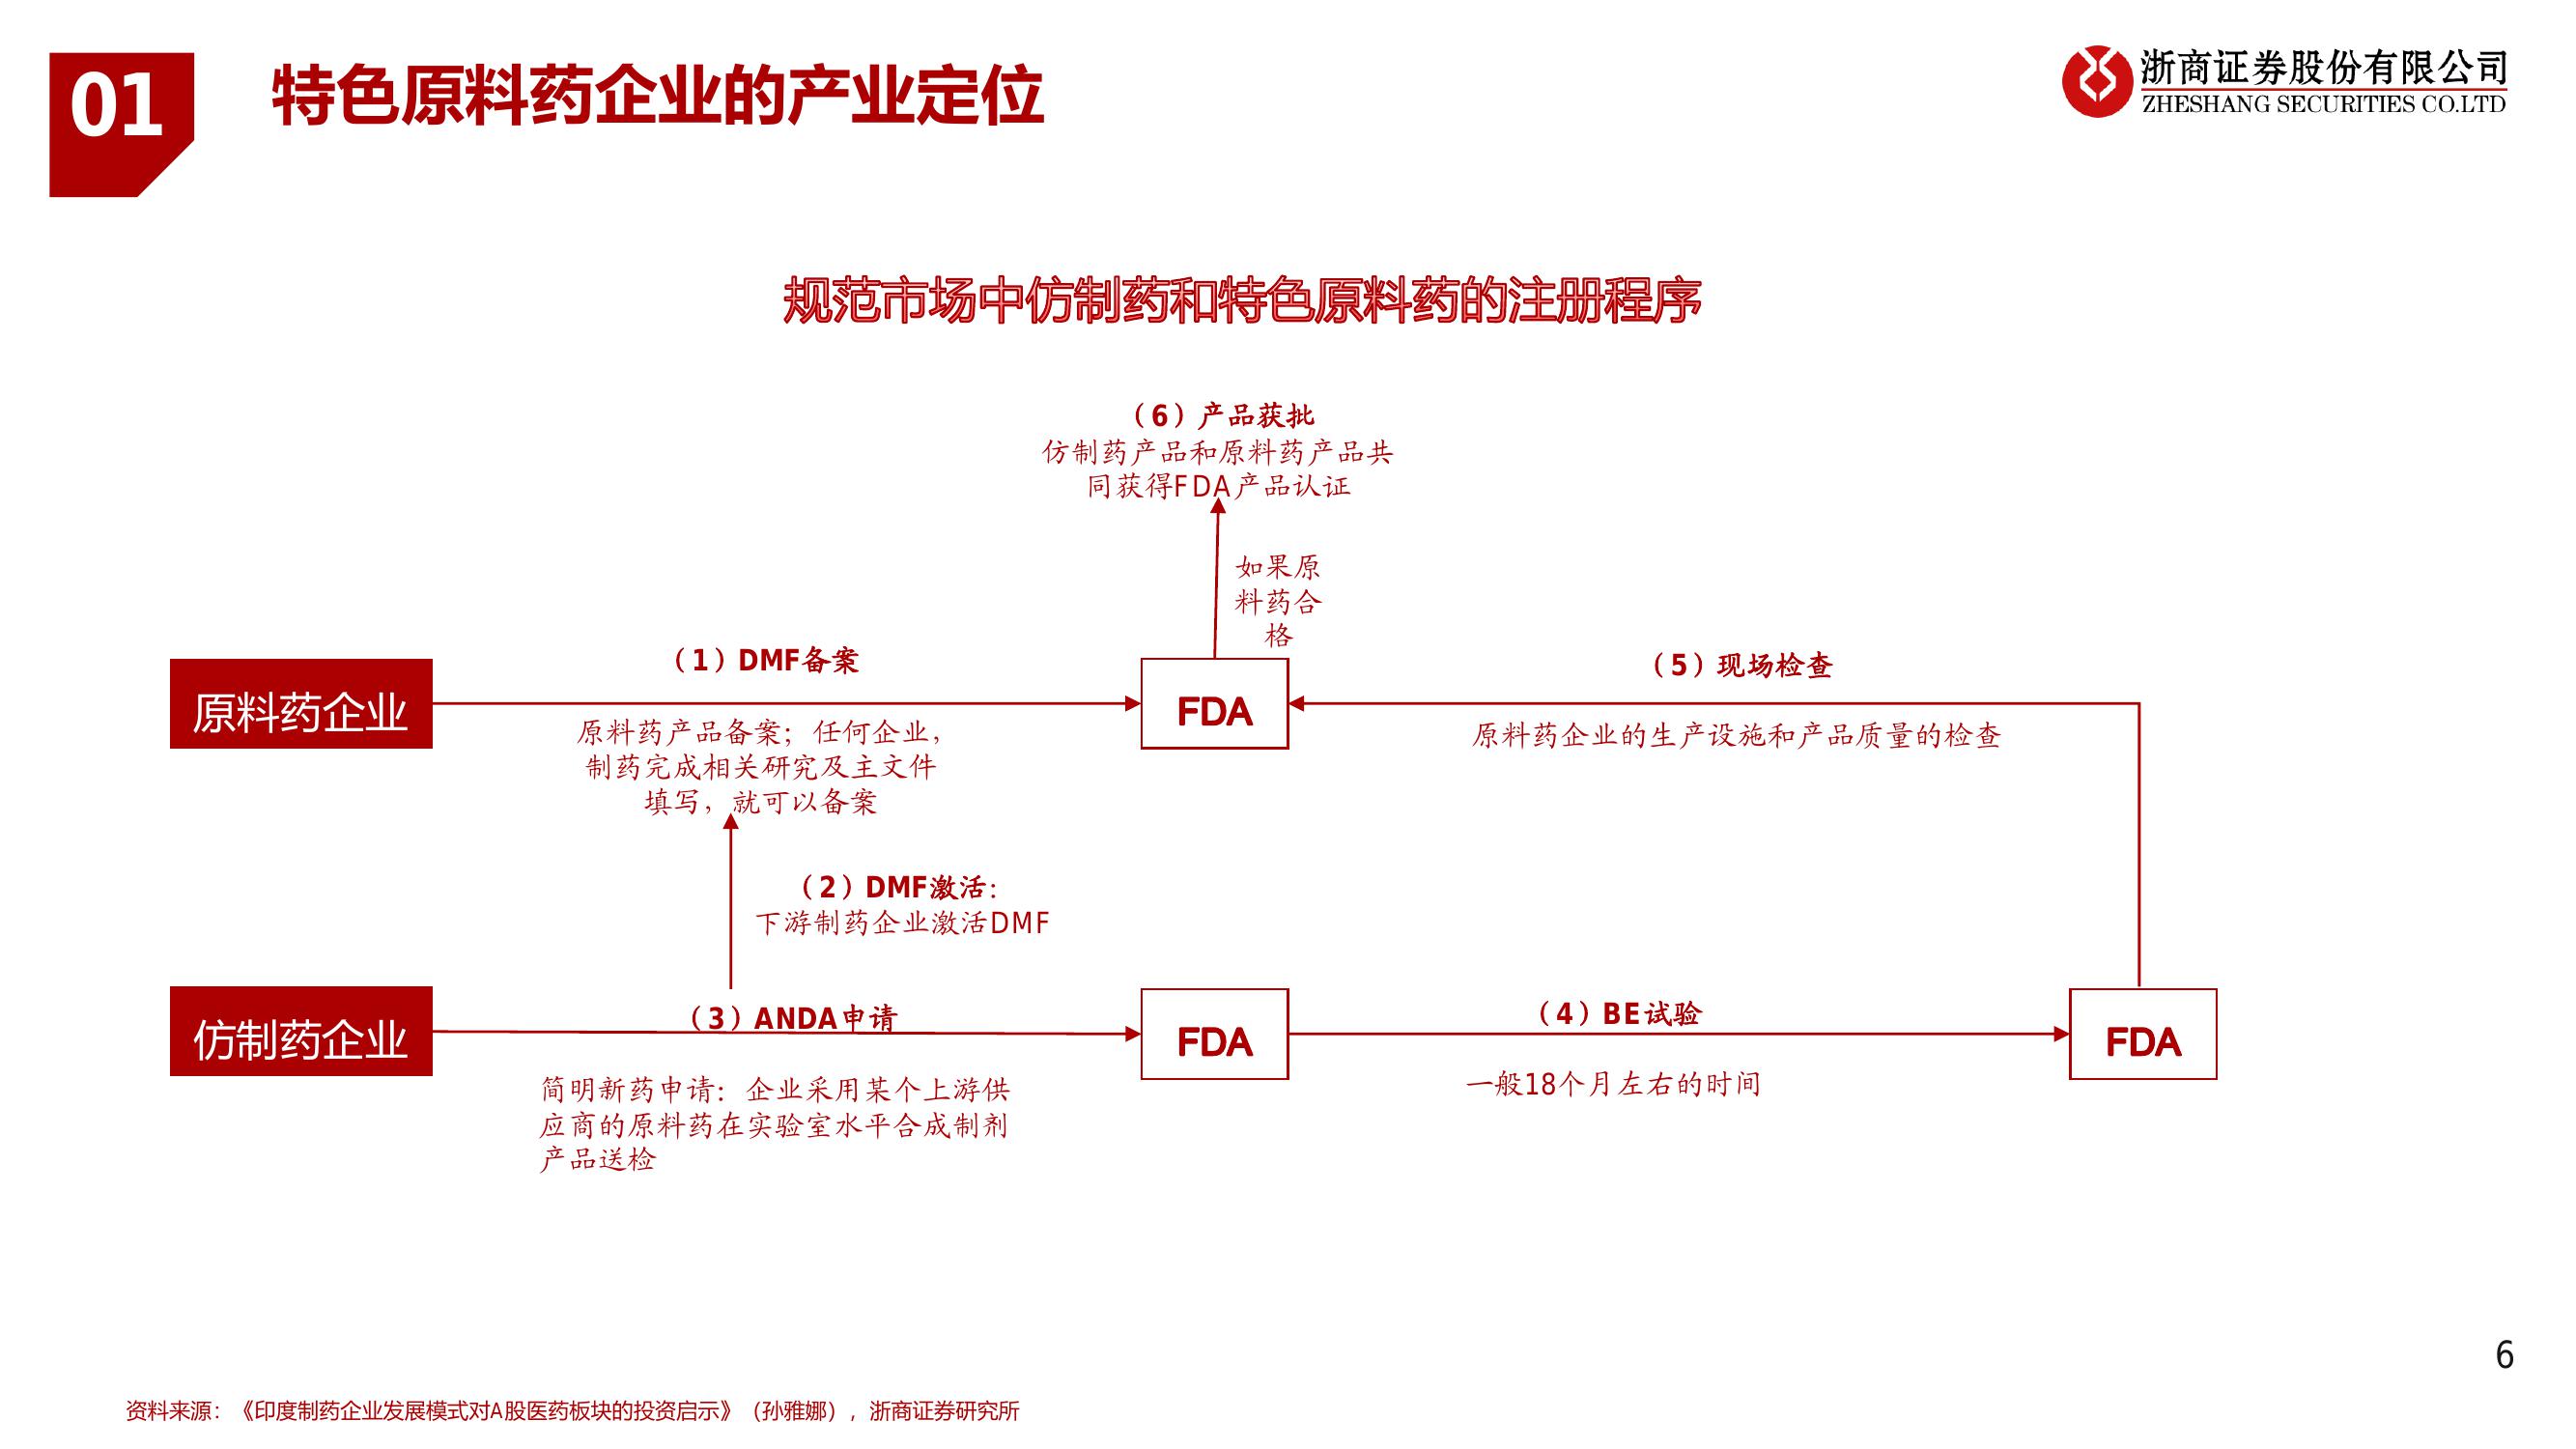 01
特色原料药企业的产业定位
浙商证券股份有限公司
ZHESHANG SECURITIES CO.LTD
规范市场中仿制药和特色原料药的注册程序
（6）产品获批
仿制药产品和原料药产品共
同获得FDA产品认证
如果原
料药合
格
（1）DMF备案
（5）现场检查
原料药企业
FDA
原料药产品备案；任何企业，
制药完成相关研究及主文件
填写，就可以备案
原料药企业的生产设施和产品质量的检查
（2）DMF激活：
下游制药企业激活DMF
（3）ANDA申请
（4）BE试验
仿制药企业
FDA
FDA
简明新药申请：企业采用某个上游供
应商的原料药在实验室水平合成制剂
产品送检
一般18个月左右的时间
6
资料来源：《印度制药企业发展模式对A股医药板块的投资启示》（孙雅娜），浙商证券研究所